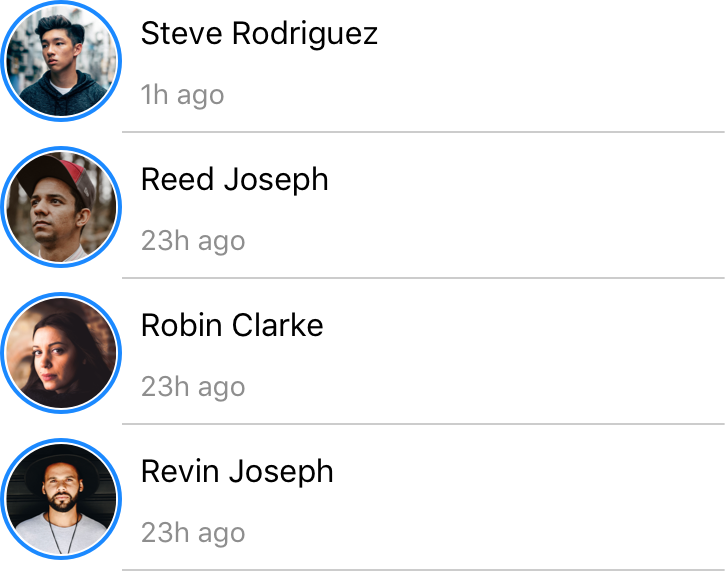 Steve Rodriguez
1h ago
Reed Joseph
23h ago
Robin Clarke
23h ago
Revin Joseph
23h ago